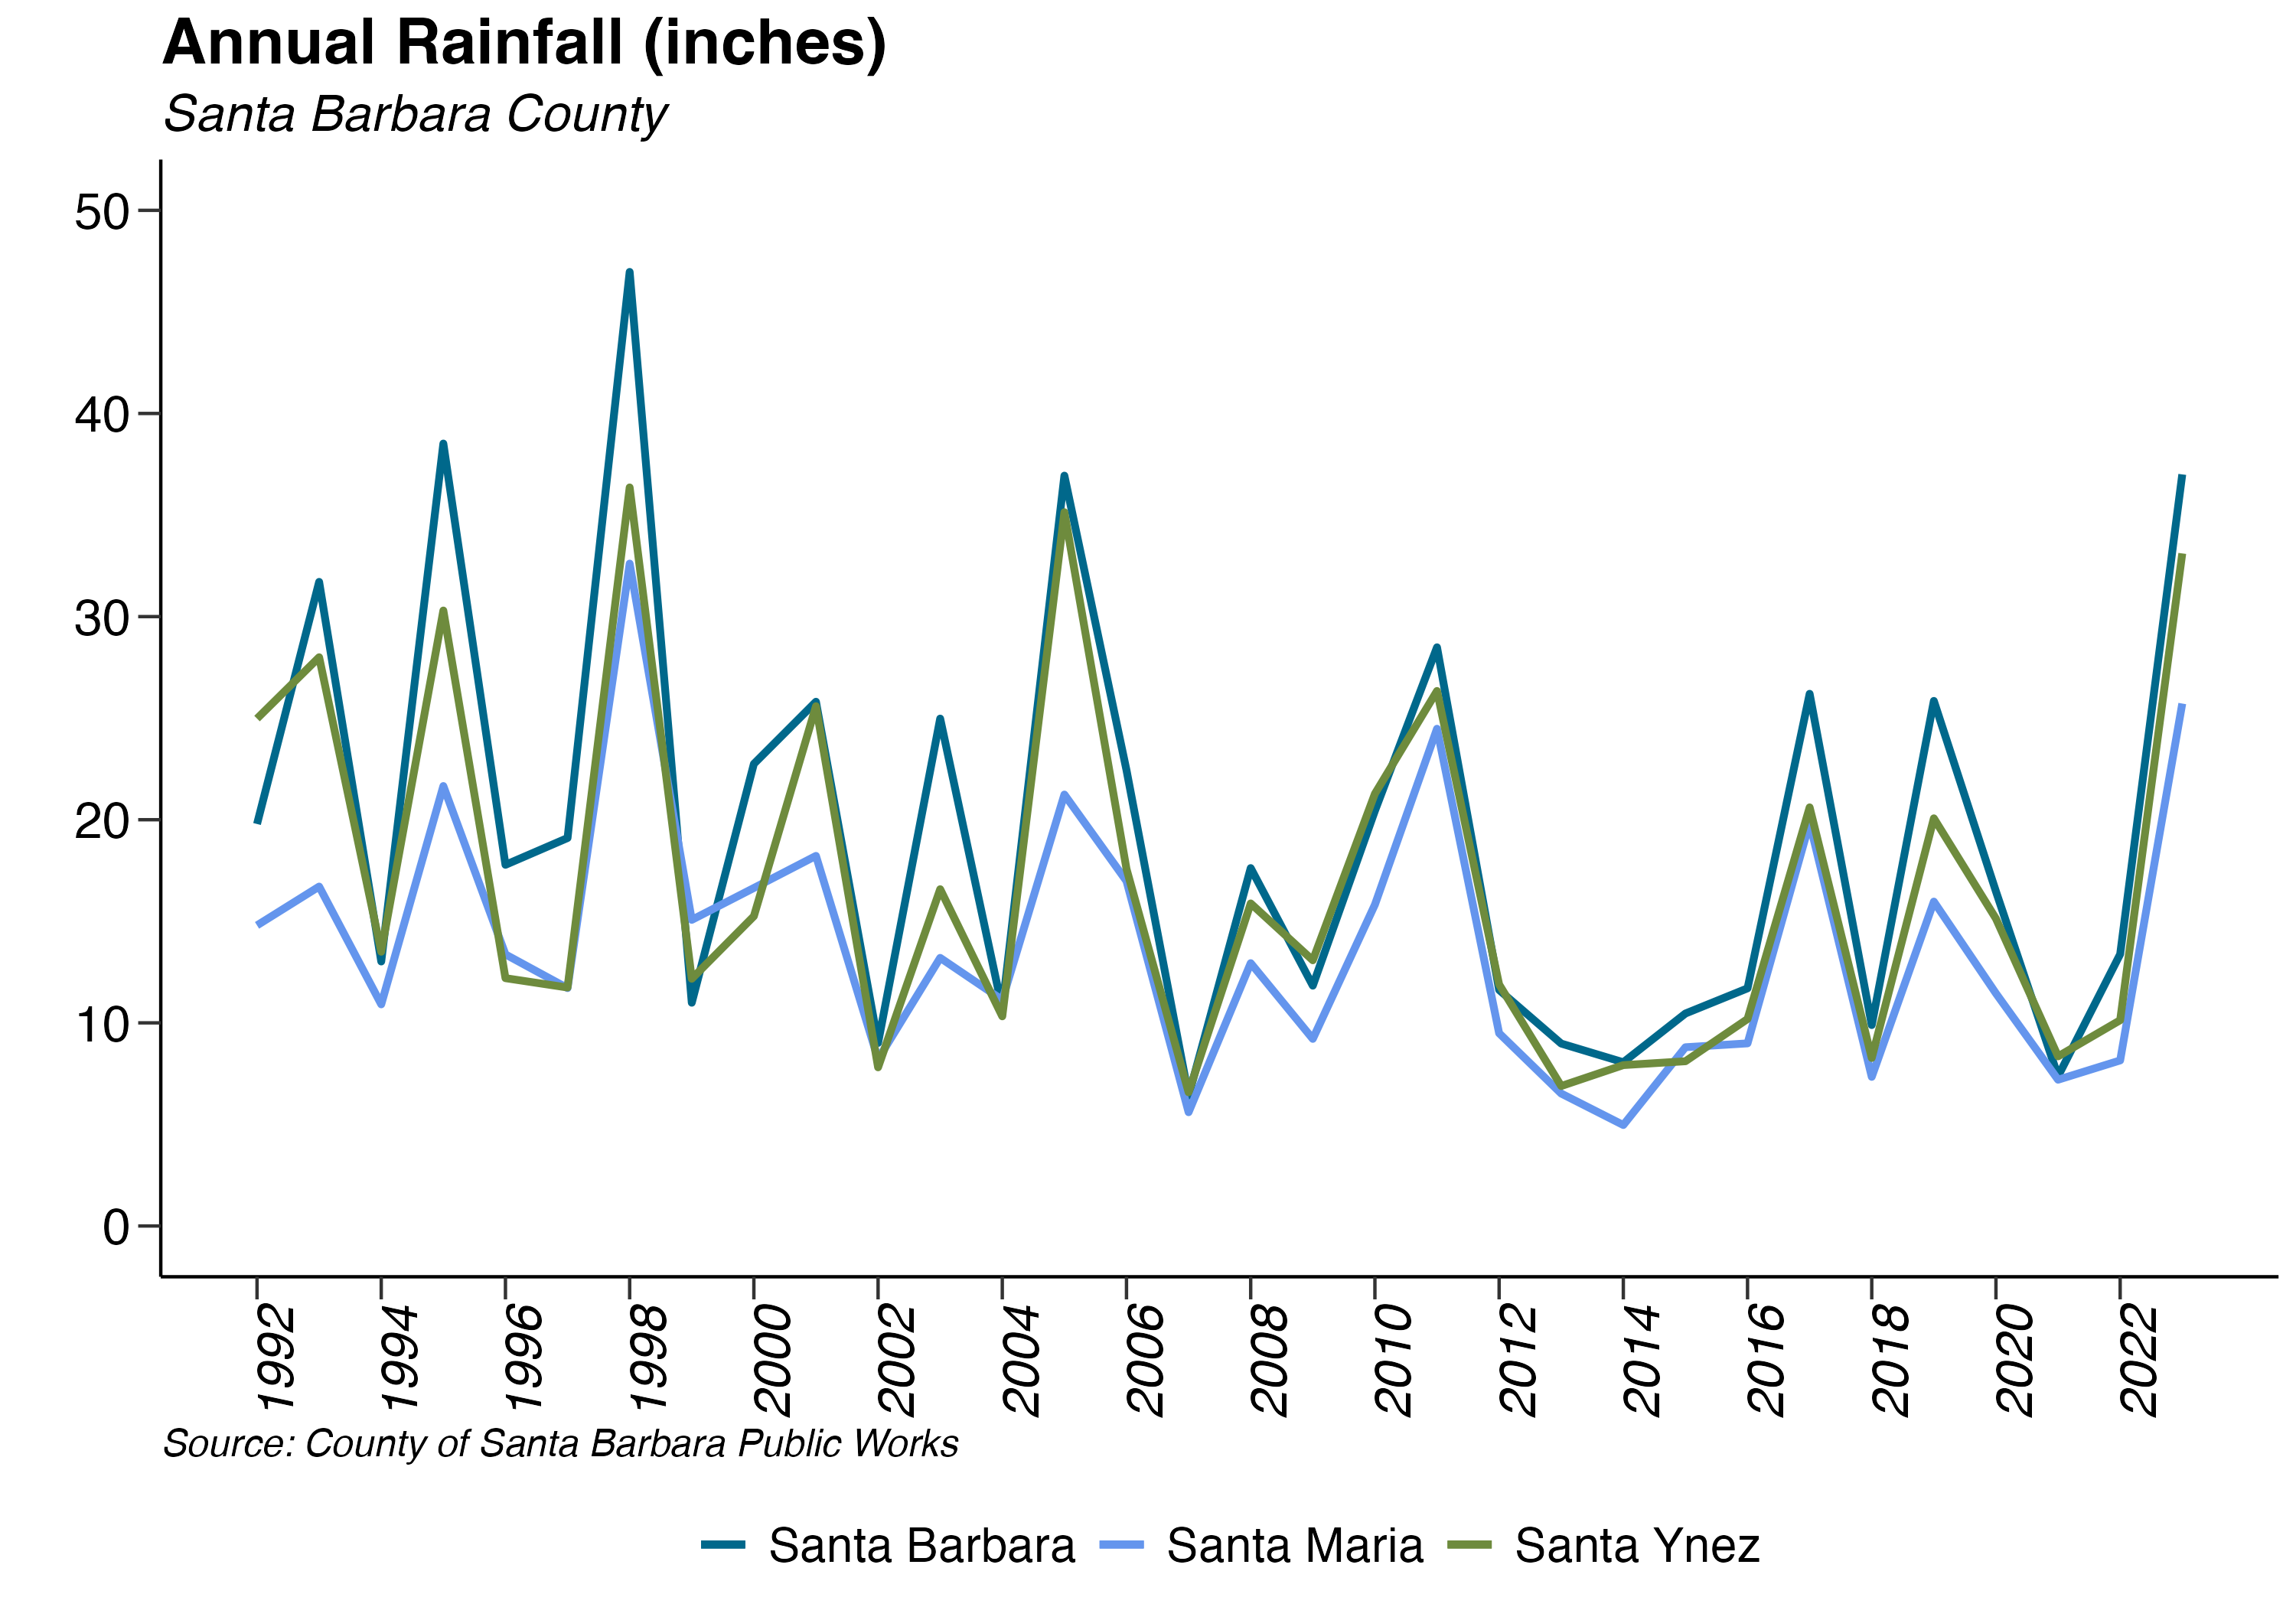 Annual Rainfall (inches)
Santa Barbara County
50
40
30
20
10
0
1992 1994 1996 1998 2000 2002 2004 2006 2008 2010 2012 2014 2016 2018 2020 2022
Source: County of Santa Barbara Public Works
Santa Barbara Santa Maria Santa Ynez